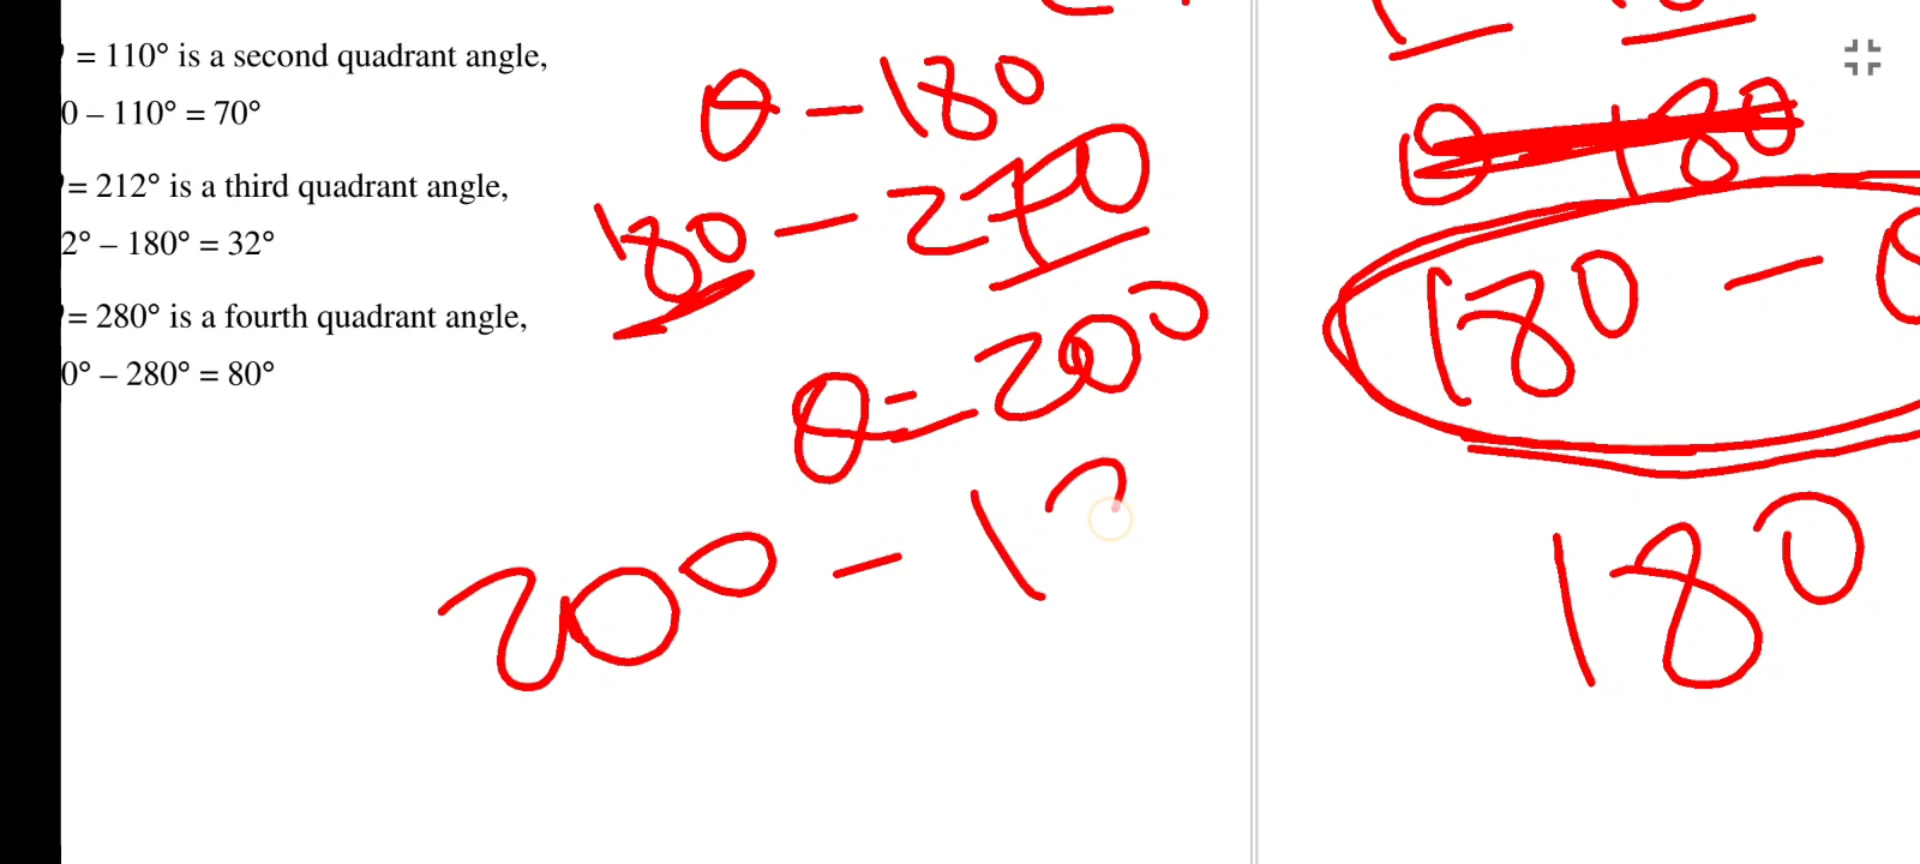 = 110° is a second quadrant angle,
0 – 110° = 70°
= 212° is a third quadrant angle,
2° – 180° = 32°
= 280° is a fourth quadrant angle,
0° – 280° = 80°
θ – 180
180 – 270
θ = 200
200 – 1
θ 180
180 – θ
180